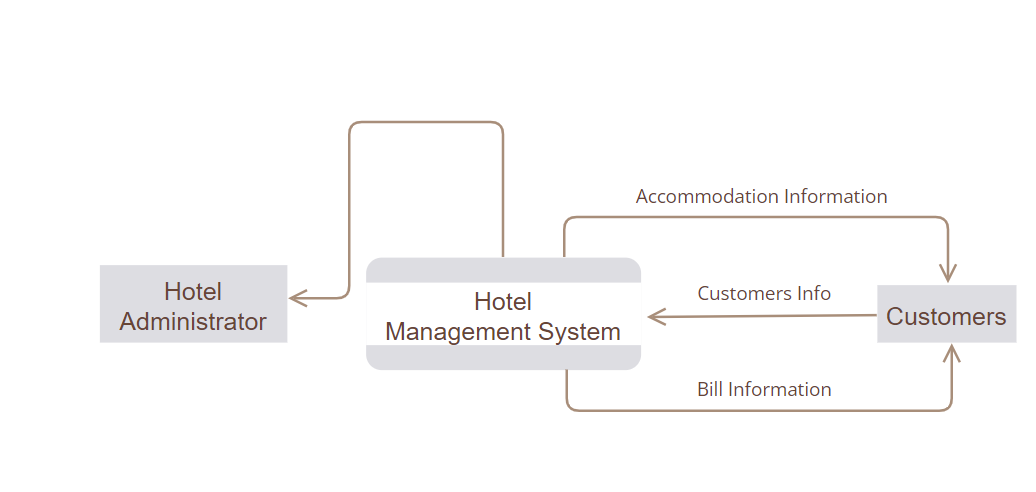 Accommodation Information
Hotel
Administrator
Hotel
Management System
Customers Info
Customers
Bill Information